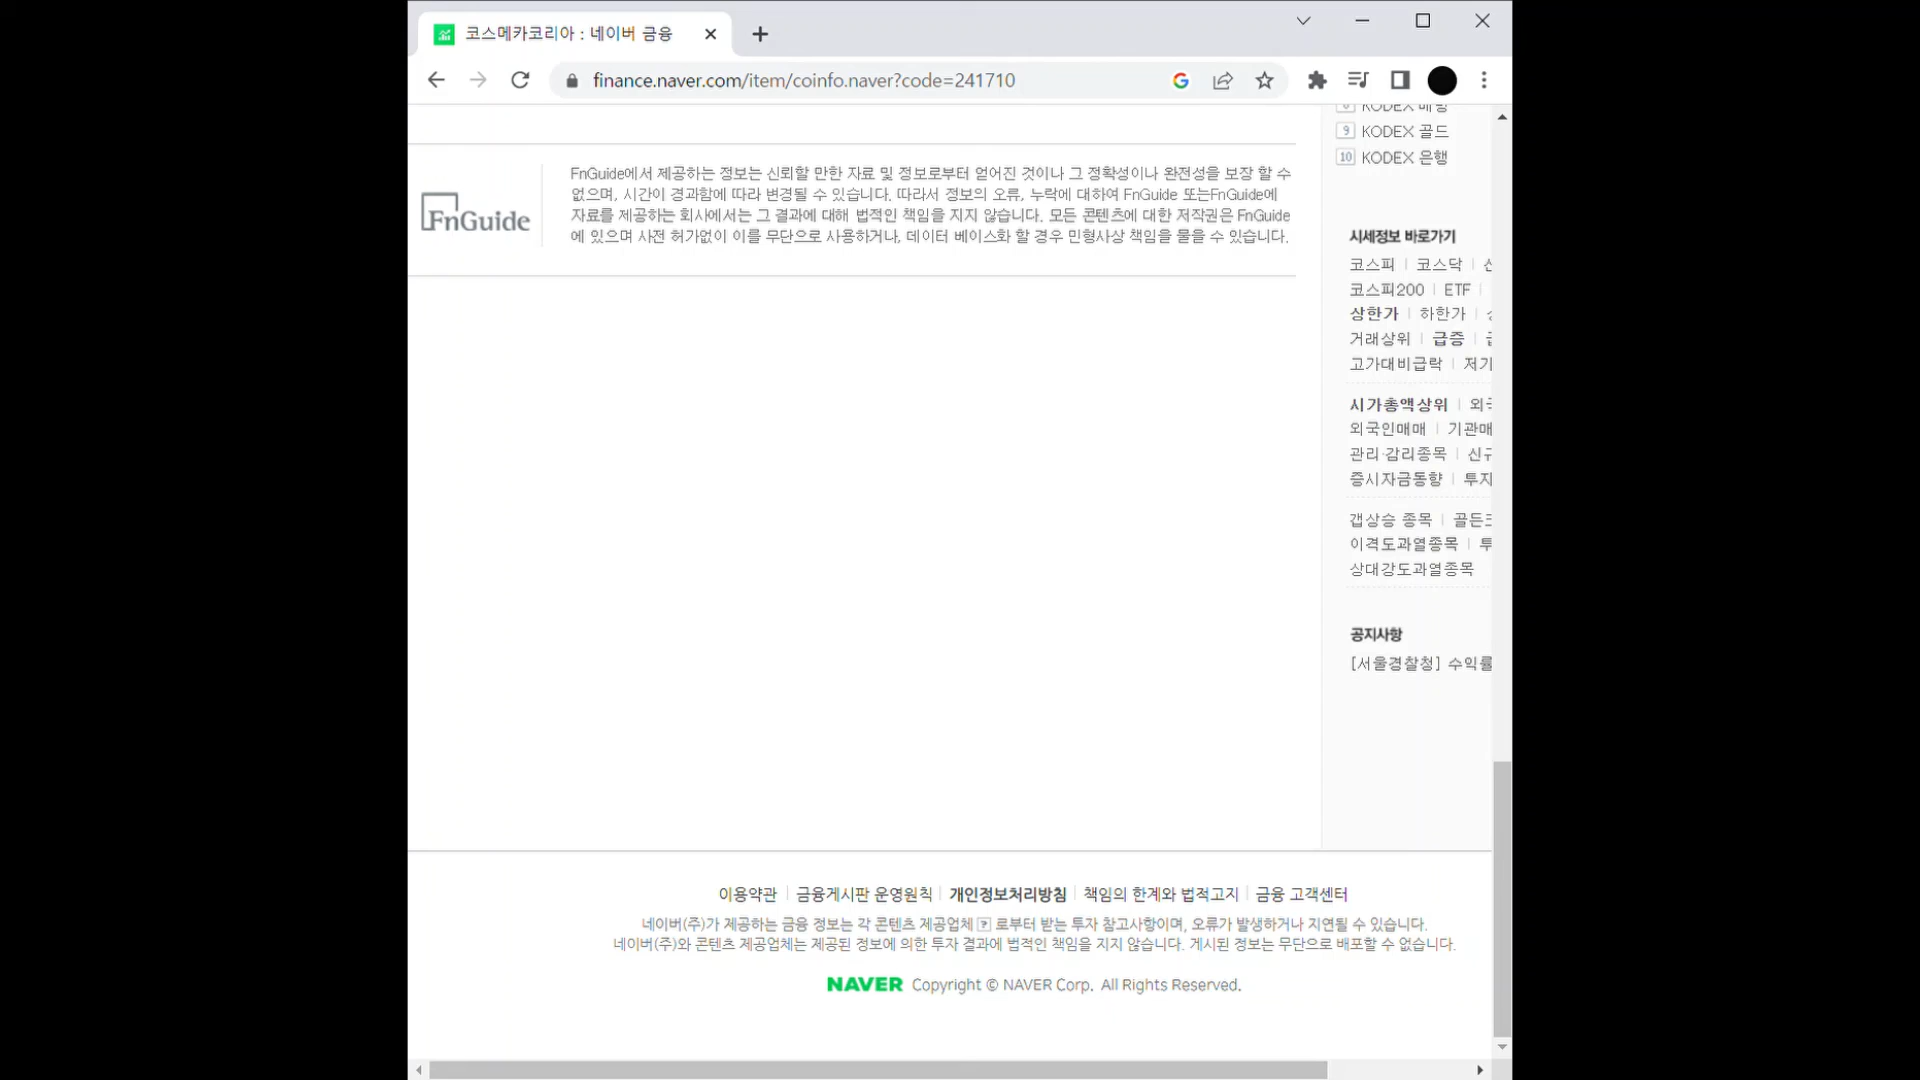 코스메카코리아 : 네이버 금융
finance.naver.com/item/coinfo.naver?code=241710
9 KODEX 골드
10 KODEX 은행
FnGuide
FnGuide에서 제공하는 정보는 신뢰할 만한 자료 및 정보로부터 얻어진 것이나 그 정확성이나 완전성을 보장 할 수
없으며, 시간이 경과함에 따라 변경될 수 있습니다. 따라서 정보의 오류, 누락에 대하여 FnGuide 또는FnGuide에
자료를 제공하는 회사에서는 그 결과에 대해 법적인 책임을 지지 않습니다. 모든 콘텐츠에 대한 저작권은 FnGuide
에 있으며 사전 허가없이 이를 무단으로 사용하거나, 데이터 베이스화 할 경우 민형사상 책임을 물을 수 있습니다.
시세정보 바로가기
코스피 | 코스닥 |
코스피200 | ETF |
상한가 | 하한가 |
거래상위 | 급증 |
고가대비급락 | 저가
시가총액상위 |
외국인매매 | 기관매
관리·감리종목 | 신규
증시자금동향 | 투자
갭상승 종목 | 골든크
이격도과열종목 | 투
상대강도과열종목
공지사항
[서울경찰청] 수익률
이용약관 | 금융게시판 운영원칙 | 개인정보처리방침 | 책임의 한계와 법적고지 | 금융 고객센터
네이버(주)가 제공하는 금융 정보는 각 콘텐츠 제공업체 ? 로부터 받는 투자 참고사항이며, 오류가 발생하거나 지연될 수 있습니다.
네이버(주)와 콘텐츠 제공업체는 제공된 정보에 의한 투자 결과에 법적인 책임을 지지 않습니다. 게시된 정보는 무단으로 배포할 수 없습니다.
NAVER Copyright © NAVER Corp. All Rights Reserved.